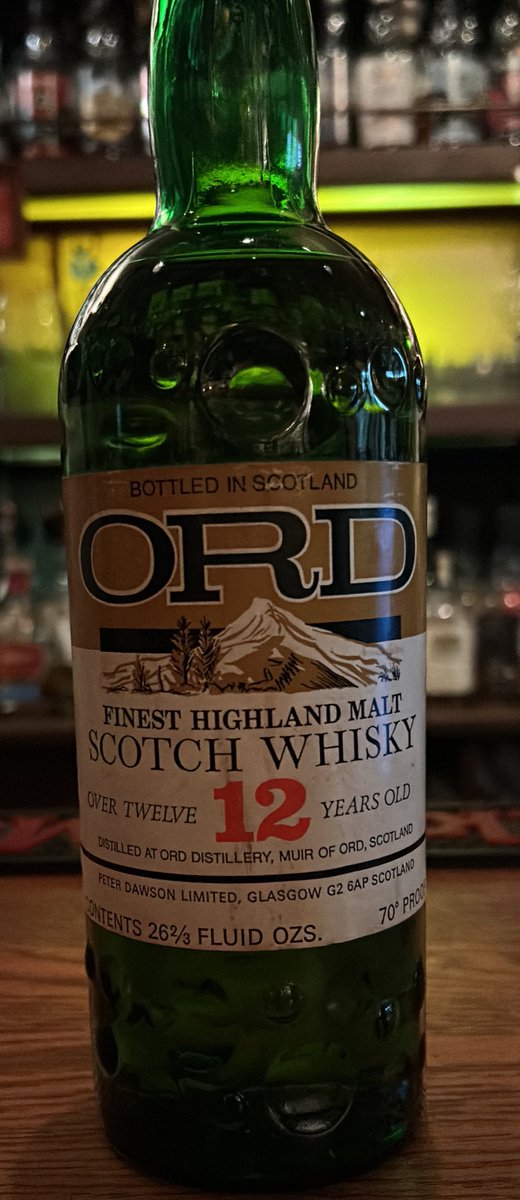 BOTTLED IN SCOTLAND
ORD
FINEST HIGHLAND MALT
SCOTCH WHISKY
OVER TWELVE 12 YEARS OLD
DISTILLED AT ORD DISTILLERY, MUIR OF ORD, SCOTLAND
PETER DAWSON LIMITED, GLASGOW G2 6AP SCOTLAND
CONTENTS 26⅔ FLUID OZS. 70° PROOF